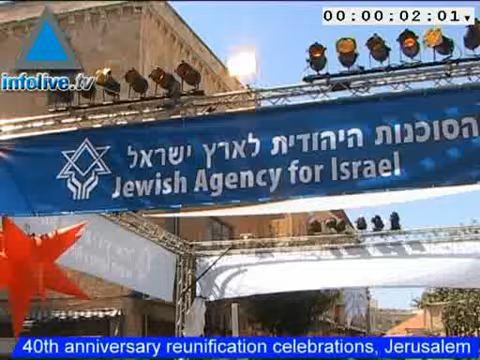 00:00:02:01
infolive.tv
הסוכנות היהודית לארץ ישראל
Jewish Agency for Israel
40th anniversary reunification celebrations, Jerusalem